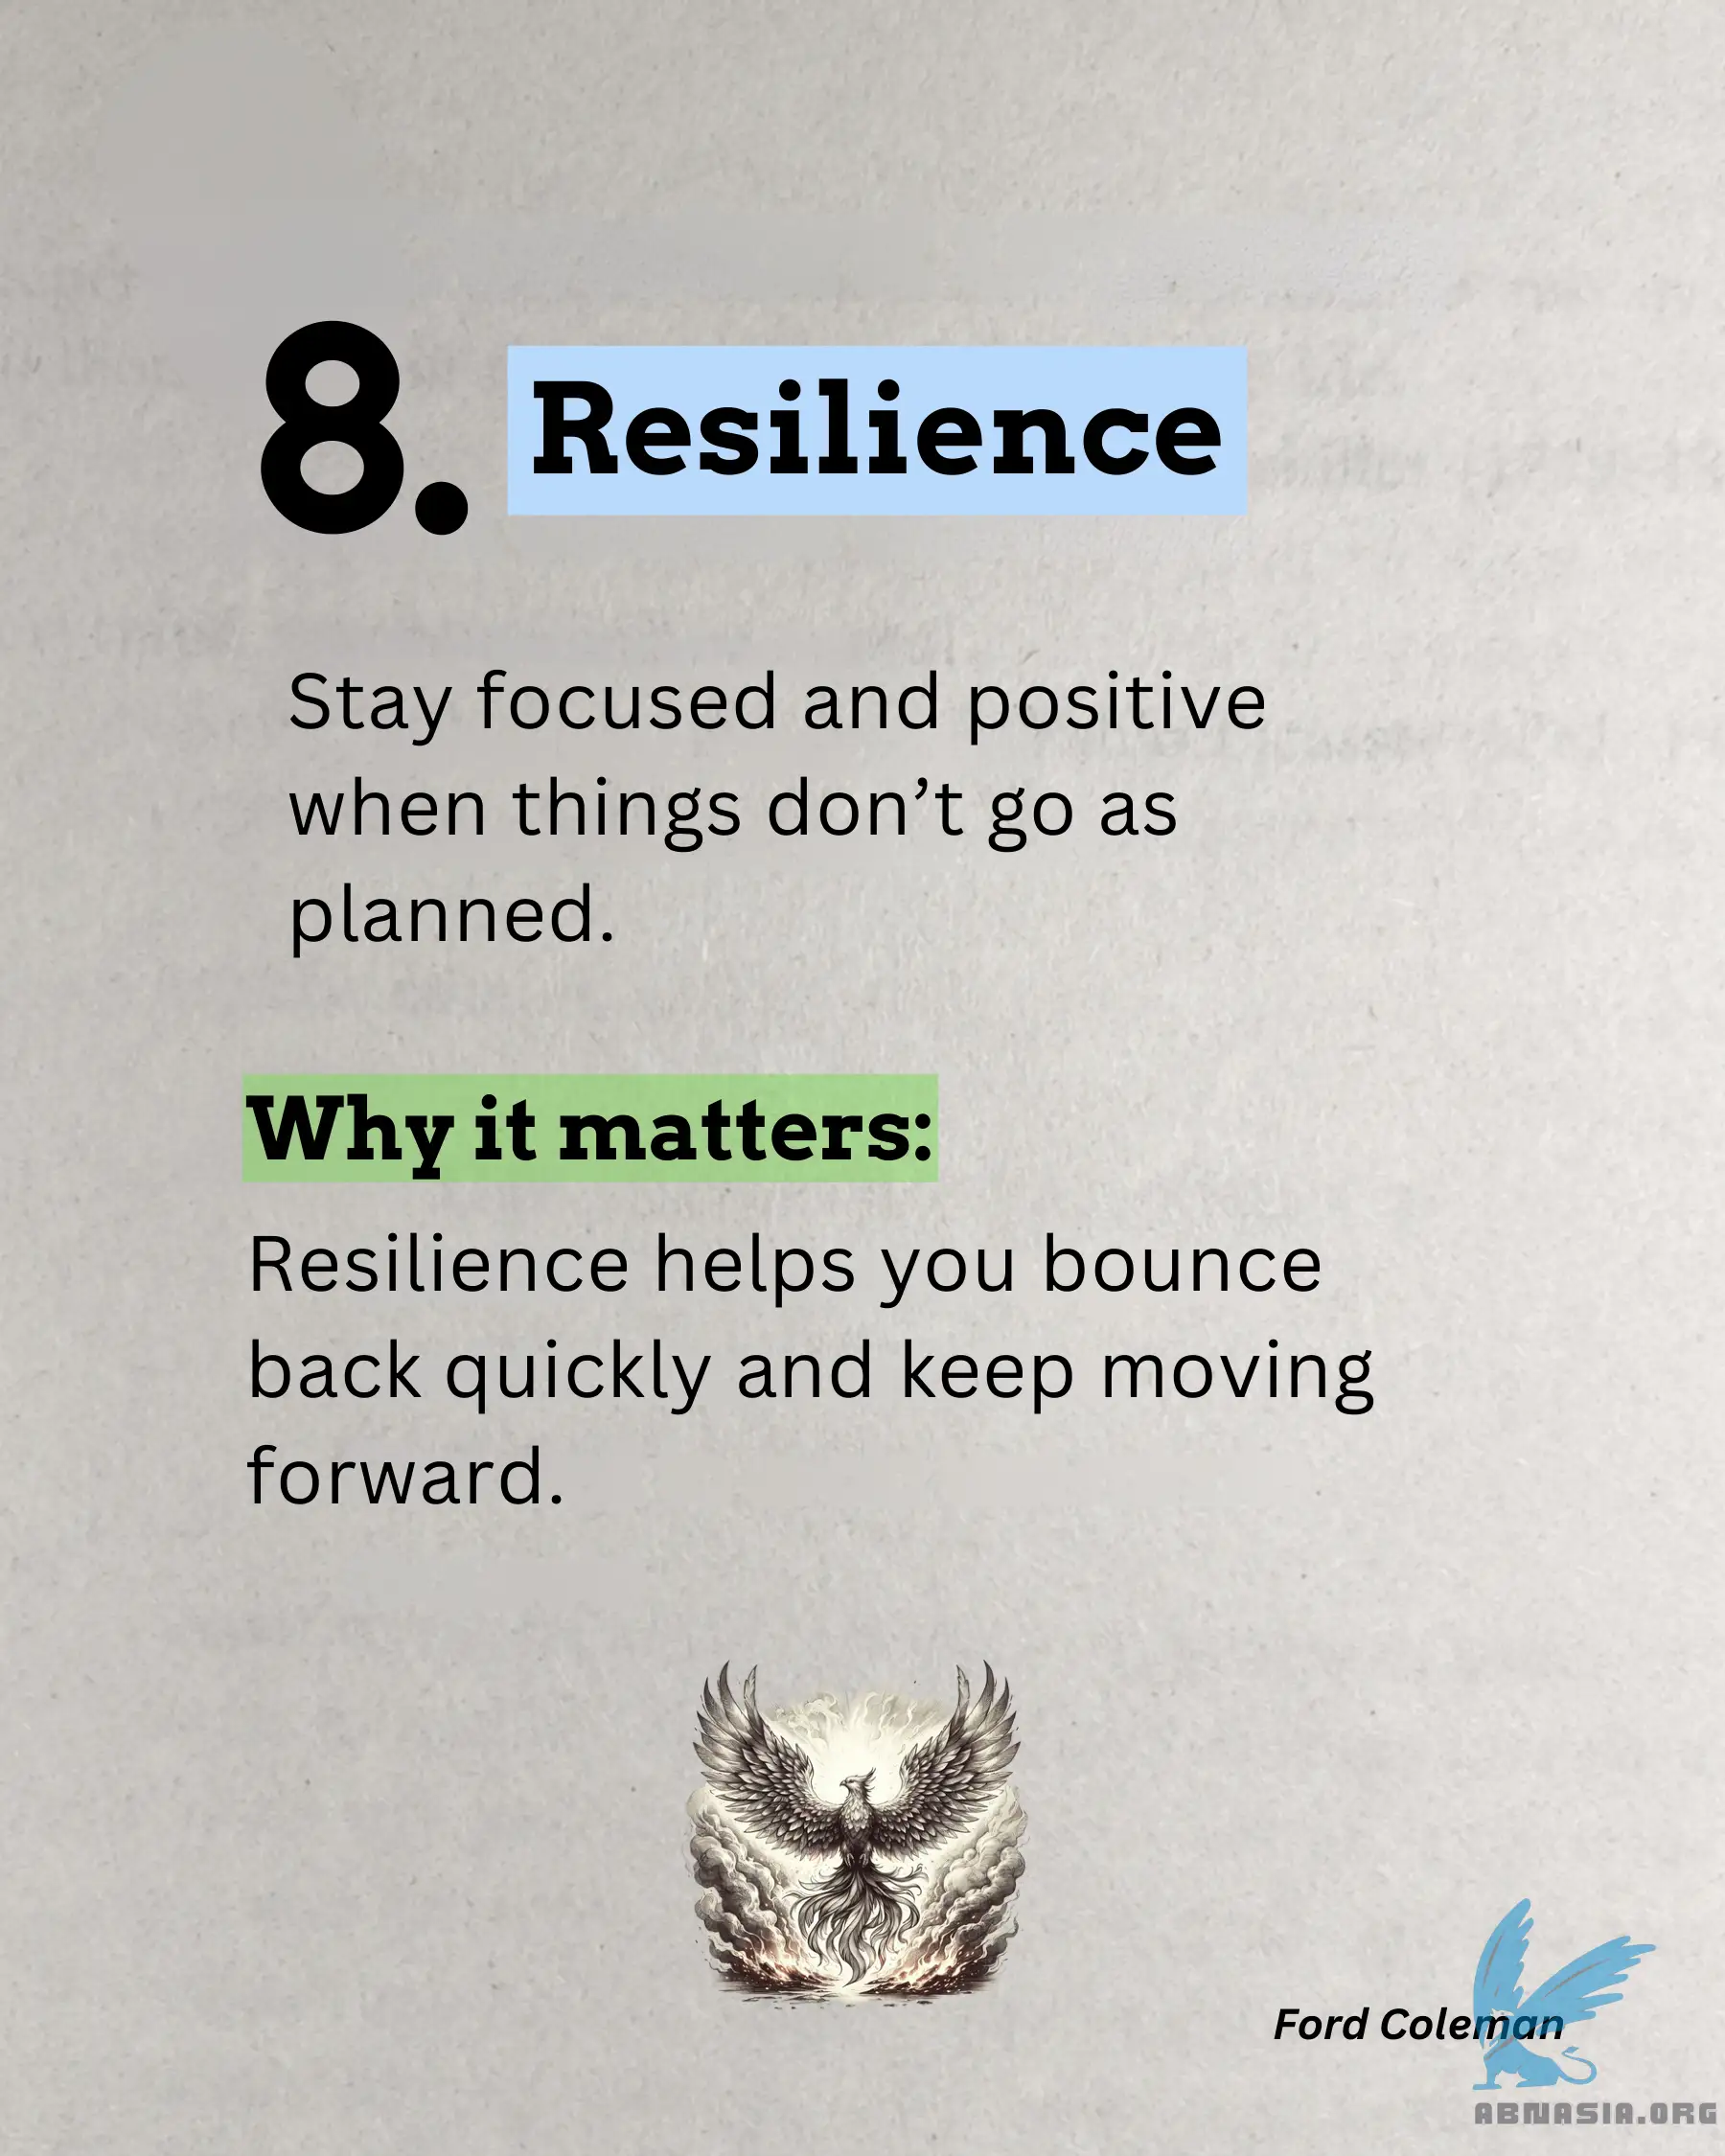 8. Resilience
Stay focused and positive
when things don’t go as
planned.
Why it matters:
Resilience helps you bounce
back quickly and keep moving
forward.
Ford Coleman
ABNASIA.ORG